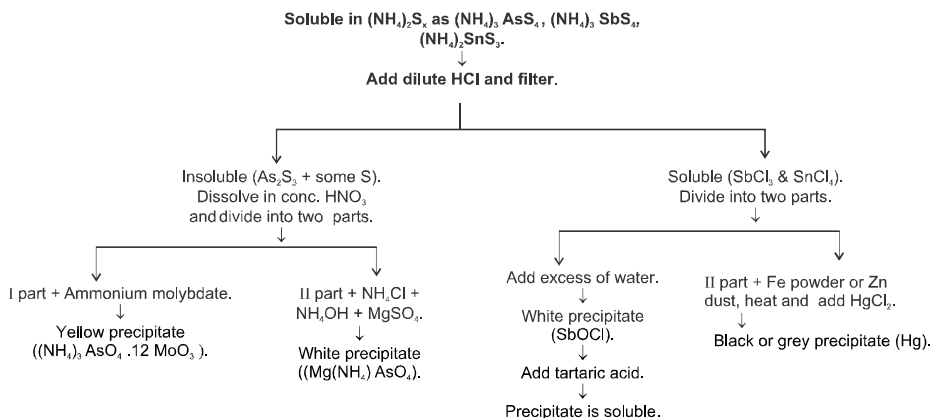 Soluble in (NH₄)₂Sₓ as (NH₄)₃ AsS₄, (NH₄)₃ SbS₄,
(NH₄)₂SnS₃.
Add dilute HCl and filter.
Insoluble (As₂S₃ + some S).
Dissolve in conc. HNO₃
and divide into two parts.
I part + Ammonium molybdate.
Yellow precipitate
((NH₄)₃ AsO₄ .12 MoO₃ ).
II part + NH₄Cl +
NH₄OH + MgSO₄.
White precipitate
((Mg(NH₄) AsO₄).
Soluble (SbCl₃ & SnCl₄).
Divide into two parts.
Add excess of water.
White precipitate
(SbOCl).
Add tartaric acid.
Precipitate is soluble.
II part + Fe powder or Zn
dust, heat and add HgCl₂.
Black or grey precipitate (Hg).